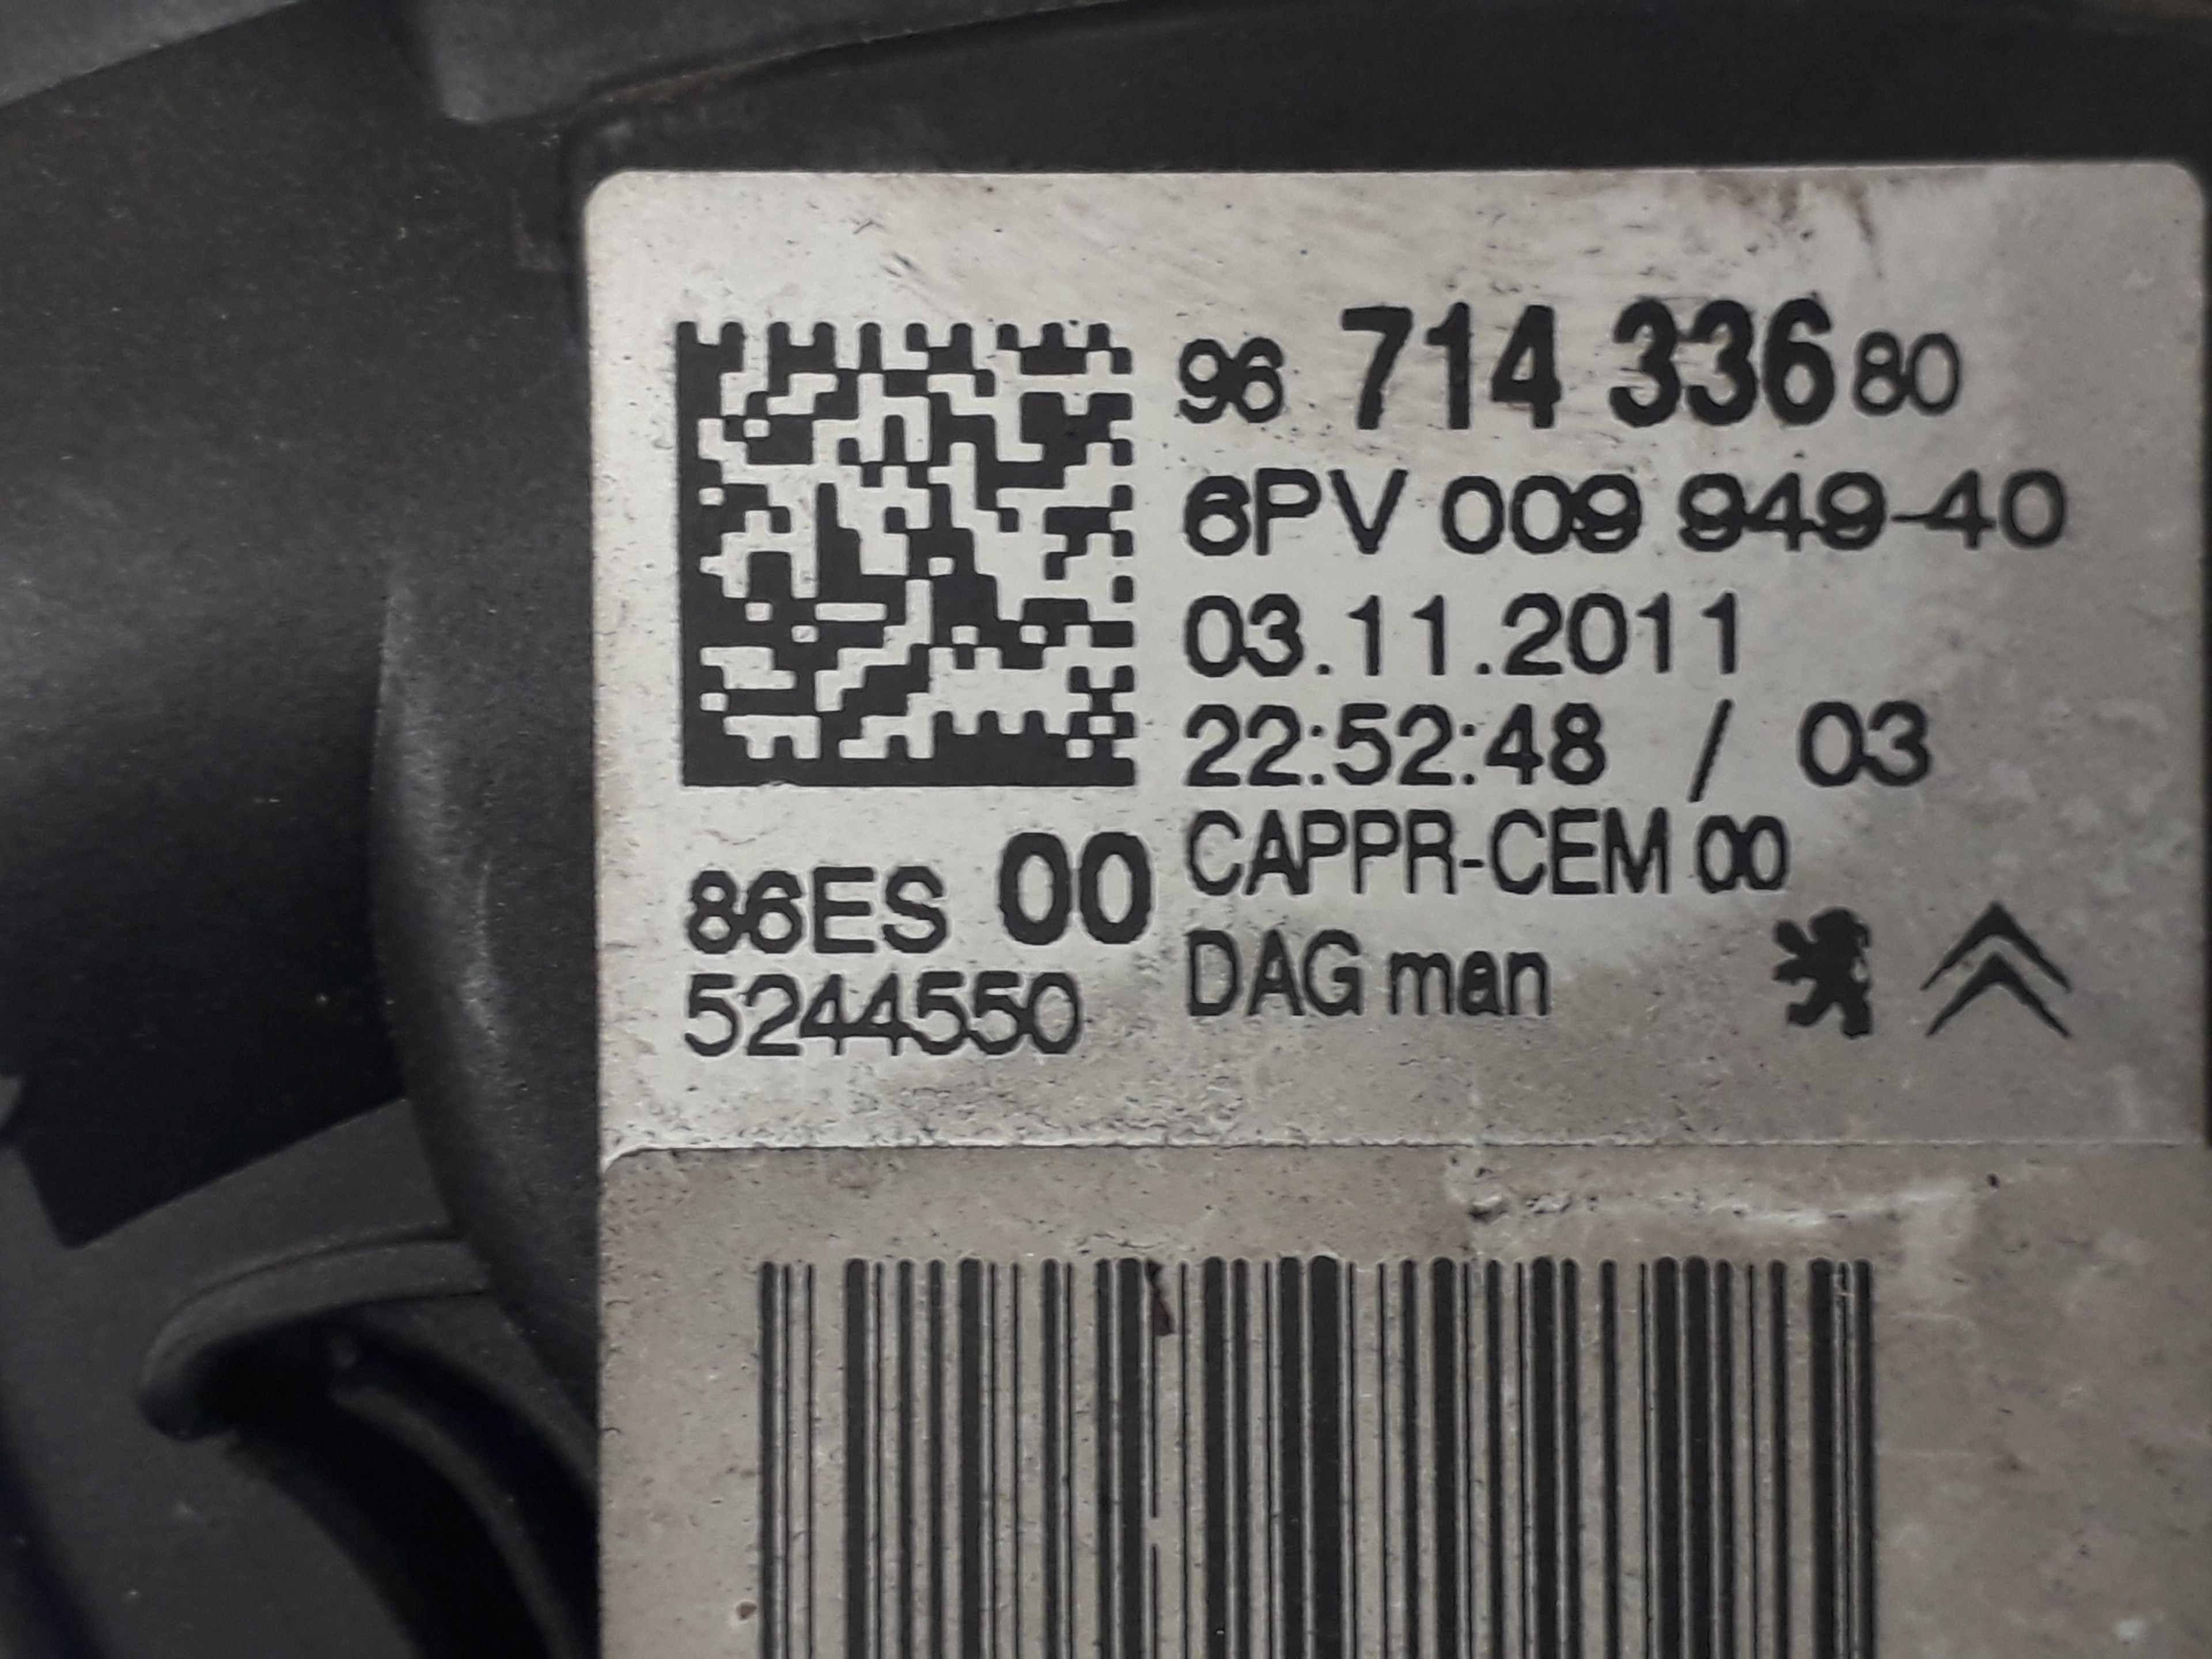 96 714 336 80
6PV 009 949-40
03.11.2011
22:52:48 / 03
CAPPR-CEM 00
DAG man
86ES 00
5244550